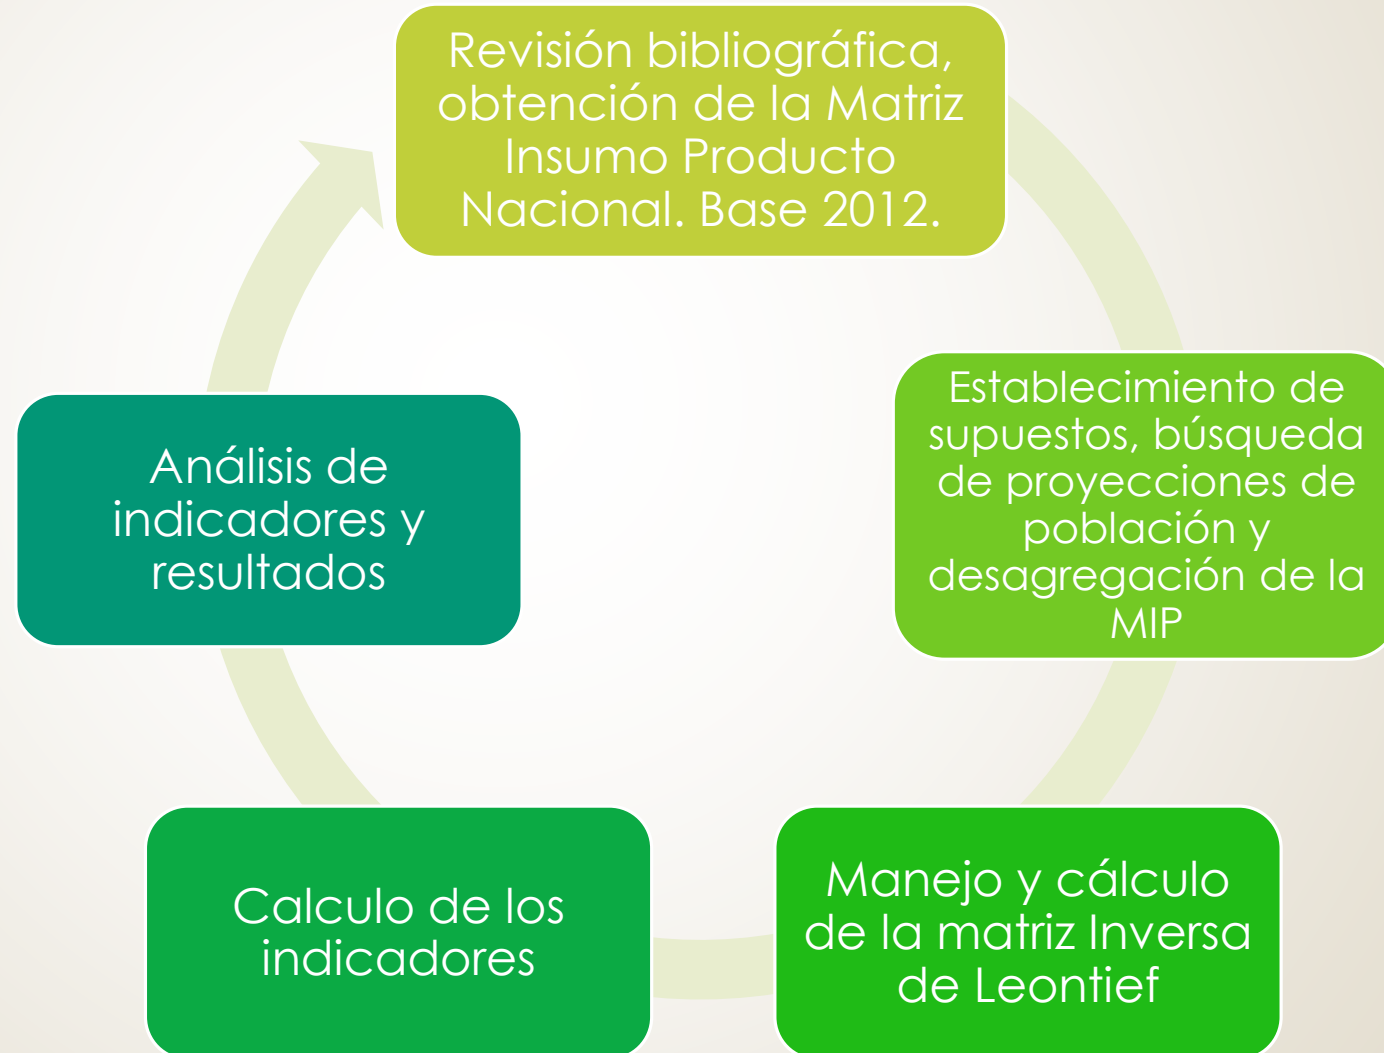 Revisión bibliográfica,
obtención de la Matriz
Insumo Producto
Nacional. Base 2012.
Establecimiento de
supuestos, búsqueda
de proyecciones de
población y
desagregación de la
MIP
Manejo y cálculo
de la matriz Inversa
de Leontief
Calculo de los
indicadores
Análisis de
indicadores y
resultados